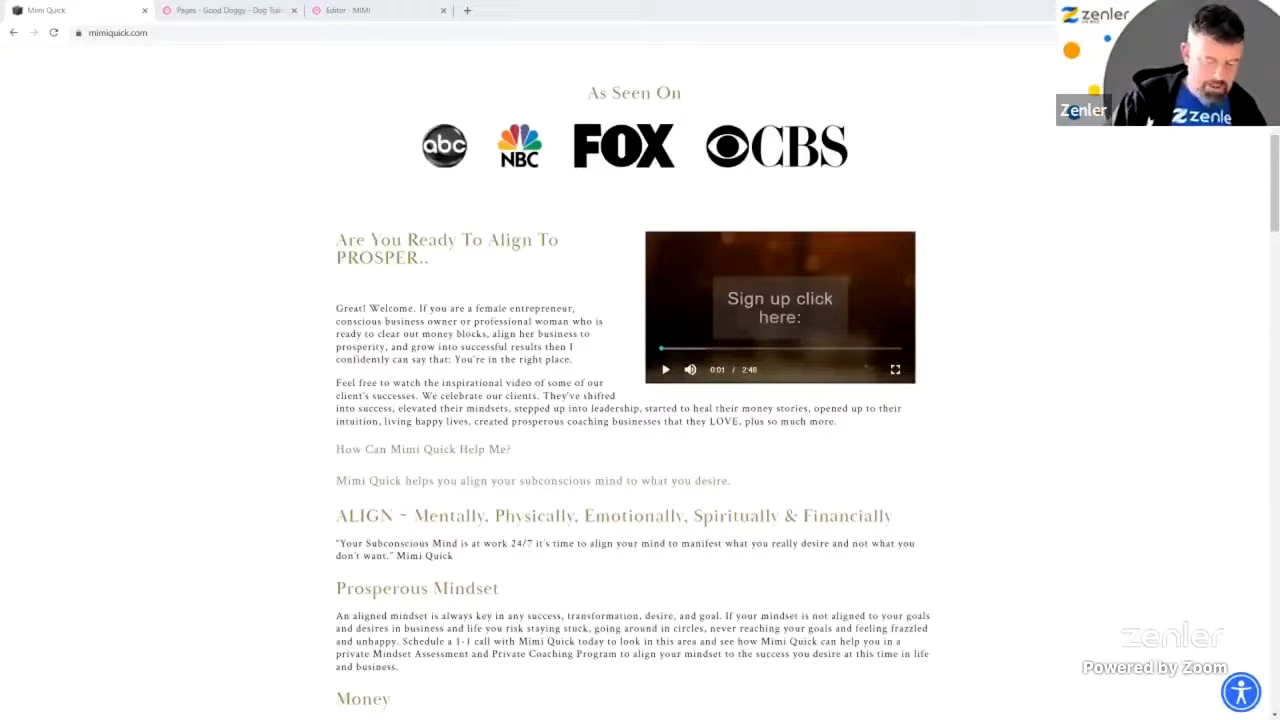 Mimi Quick
Pages - Good Doggy - Dog Trai
Editor - MIMI
mimiquick.com
zenler
Zenler
zenle
As Seen On
abc
NBC
FOX
CBS
Are You Ready To Align To
PROSPER..
Great! Welcome. If you are a female entrepreneur,
conscious business owner or professional woman who is
ready to clear out money blocks, align her business to
prosperity, and grow into successful results then I
confidently can say that: You're in the right place.
Sign up click
here:
0:01 / 2:48
Feel free to watch the inspirational video of some of our
client's successes. We celebrate our clients. They've shifted
into success, elevated their mindsets, stepped up into leadership, started to heal their money stories, opened up to their
intuition, living happy lives, created prosperous coaching businesses that they LOVE, plus so much more.
How Can Mimi Quick Help Me?
Mimi Quick helps you align your subconscious mind to what you desire.
ALIGN ~ Mentally, Physically, Emotionally, Spiritually & Financially
"Your Subconscious Mind is at work 24/7 it's time to align your mind to manifest what you really desire and not what you
don't want." Mimi Quick
Prosperous Mindset
An aligned mindset is always key in any success, transformation, desire, and goal. If your mindset is not aligned to your goals
and desires in business and life you risk staying stuck, going around in circles, never reaching your goals and feeling frazzled
and unhappy. Schedule a 1-1 call with Mimi Quick today to look in this area and see how Mimi Quick can help you in a
private Mindset Assessment and Private Coaching Program to align your mindset to the success you desire at this time in life
and business.
Money
zenler
Powered by Zoom